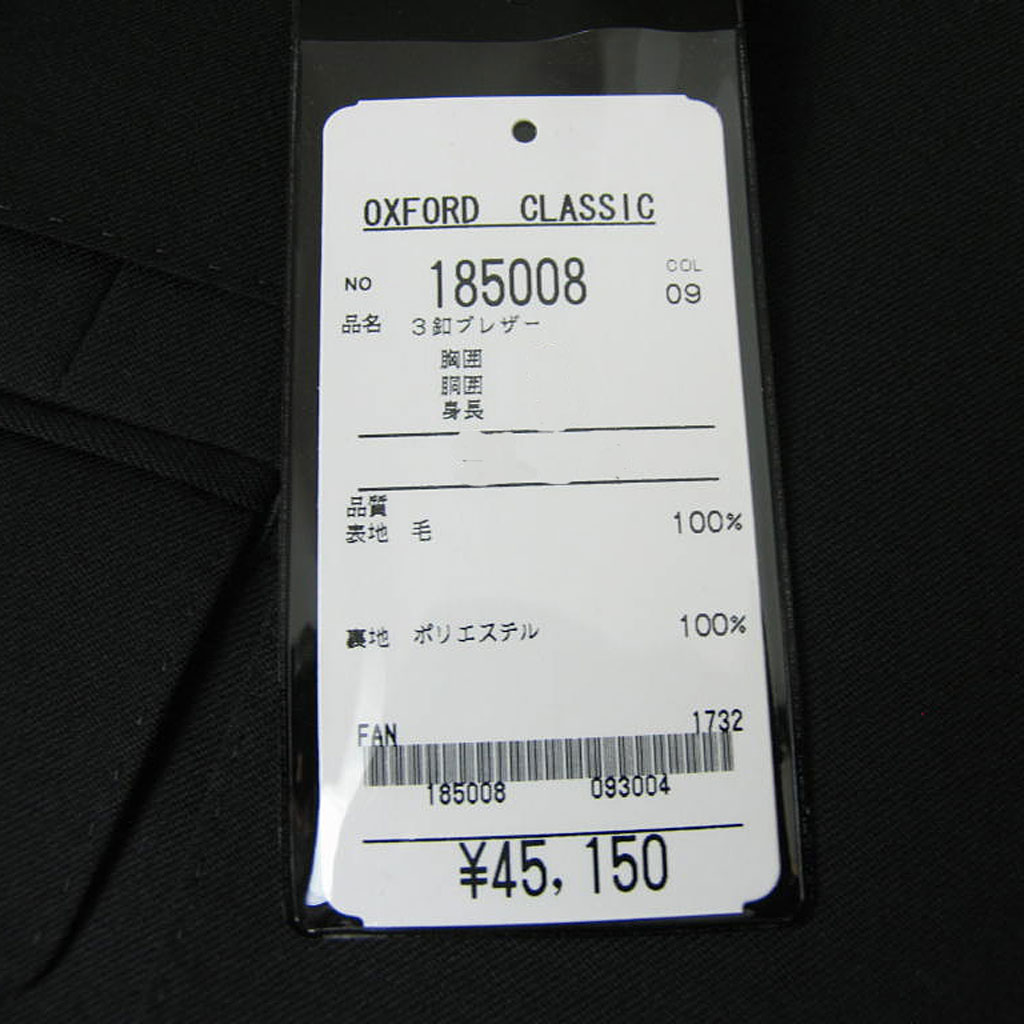 OXFORD CLASSIC
NO 185008 COL 09
品名 3釦ブレザー
胸囲
胴囲
身長
品質
表地 毛 100%
裏地 ポリエステル 100%
FAN 1732
185008 093004
¥45,150